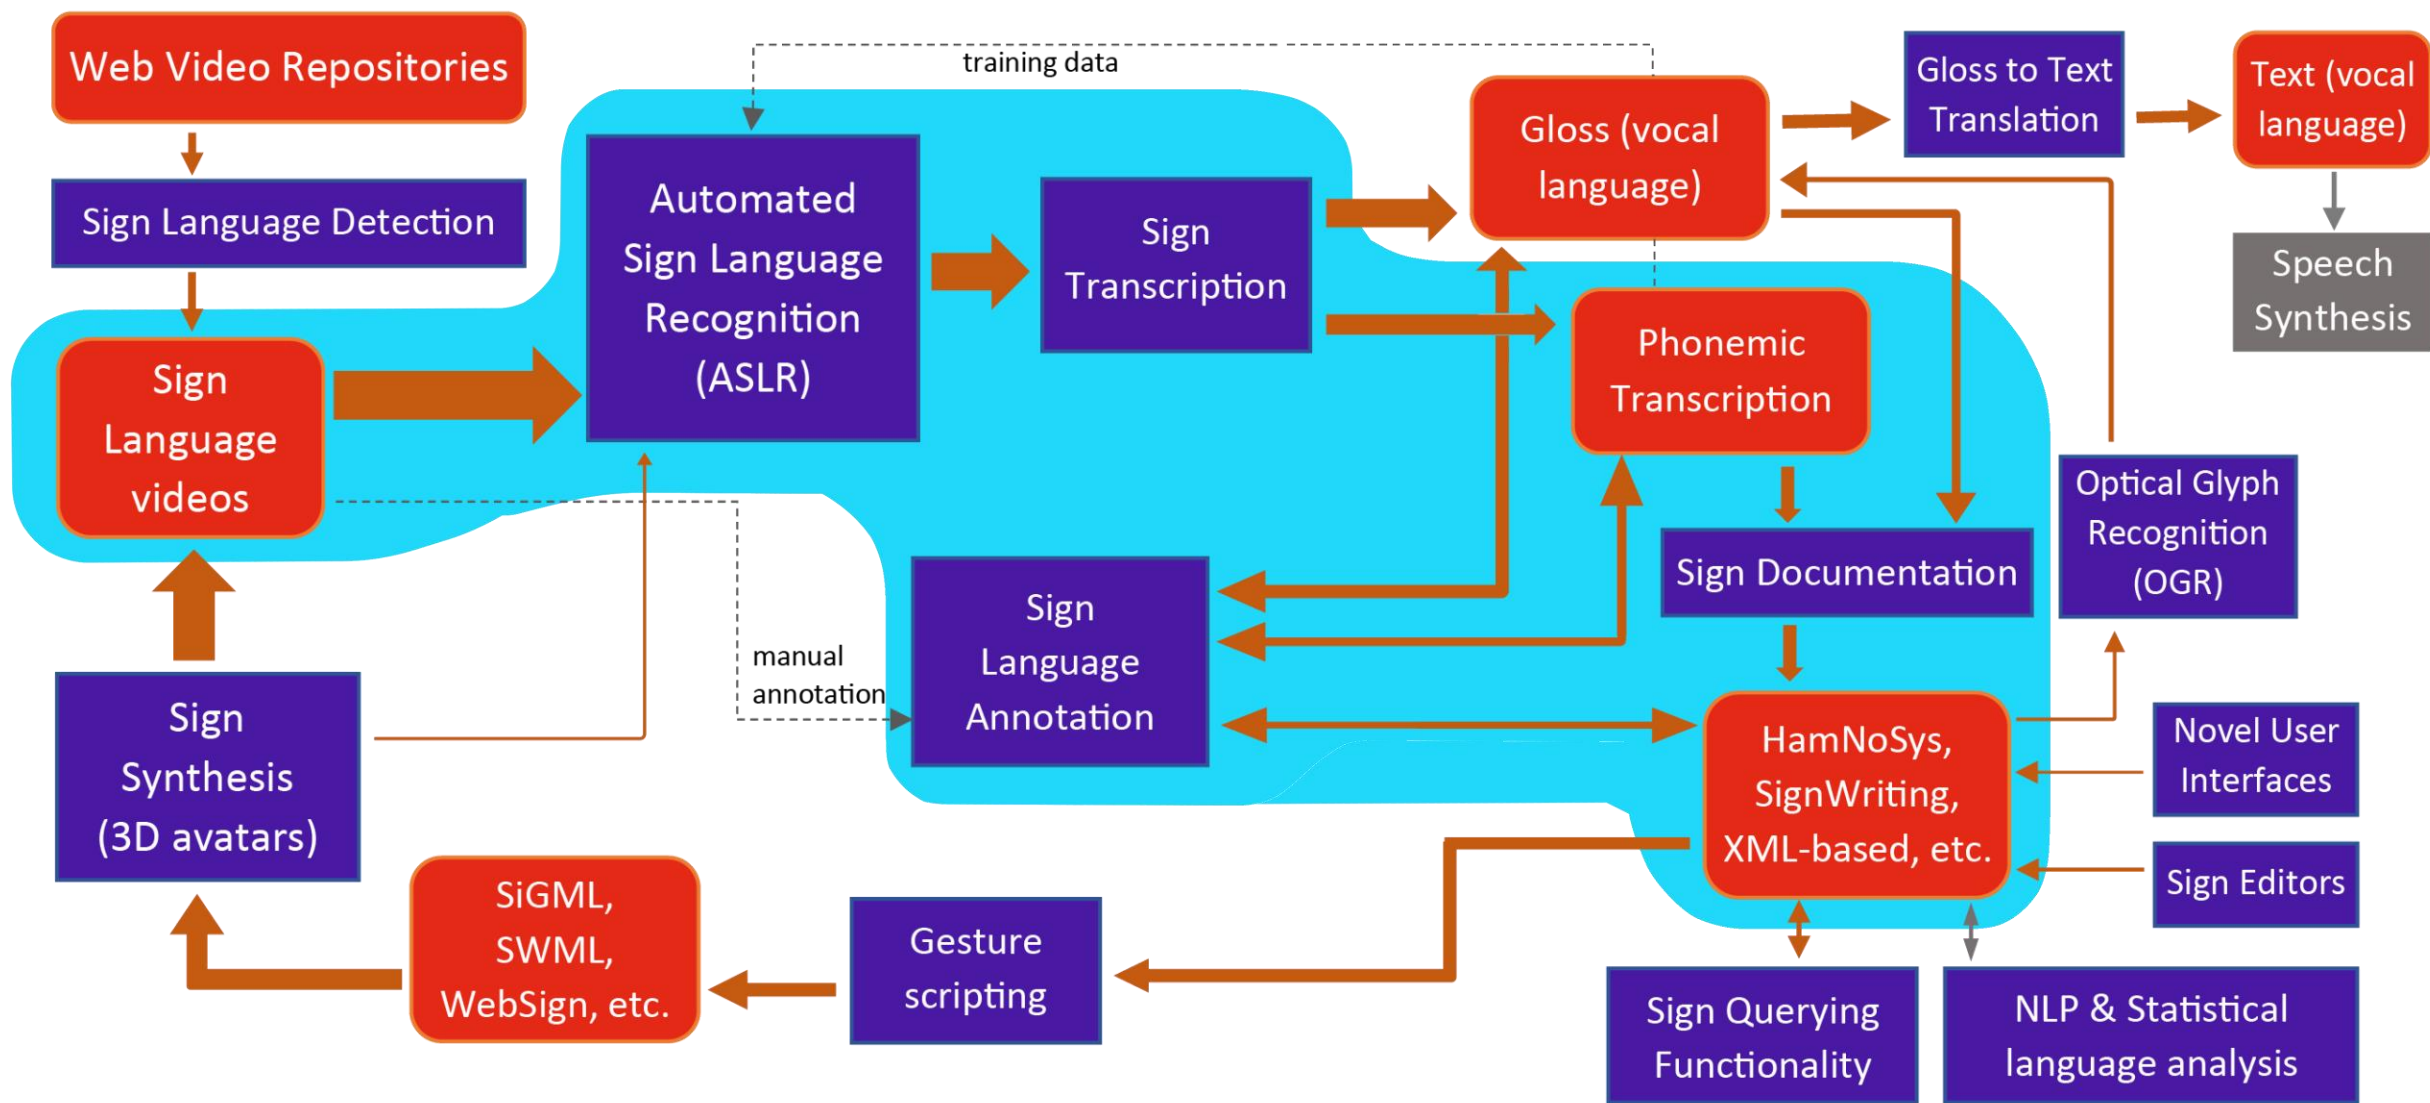 Web Video Repositories
training data
Gloss to Text
Translation
Text (vocal
language)
Gloss (vocal
language)
Automated
Sign Language
Recognition
(ASLR)
Sign
Transcription
Sign Language Detection
Speech
Synthesis
Sign
Language
videos
Phonemic
Transcription
Optical Glyph
Recognition
(OGR)
Sign Documentation
Sign
Language
Annotation
manual
annotation
Sign
Synthesis
(3D avatars)
HamNoSys,
SignWriting,
XML-based, etc.
Novel User
Interfaces
Sign Editors
SiGML,
SWML,
WebSign, etc.
Gesture
scripting
Sign Querying
Functionality
NLP & Statistical
language analysis